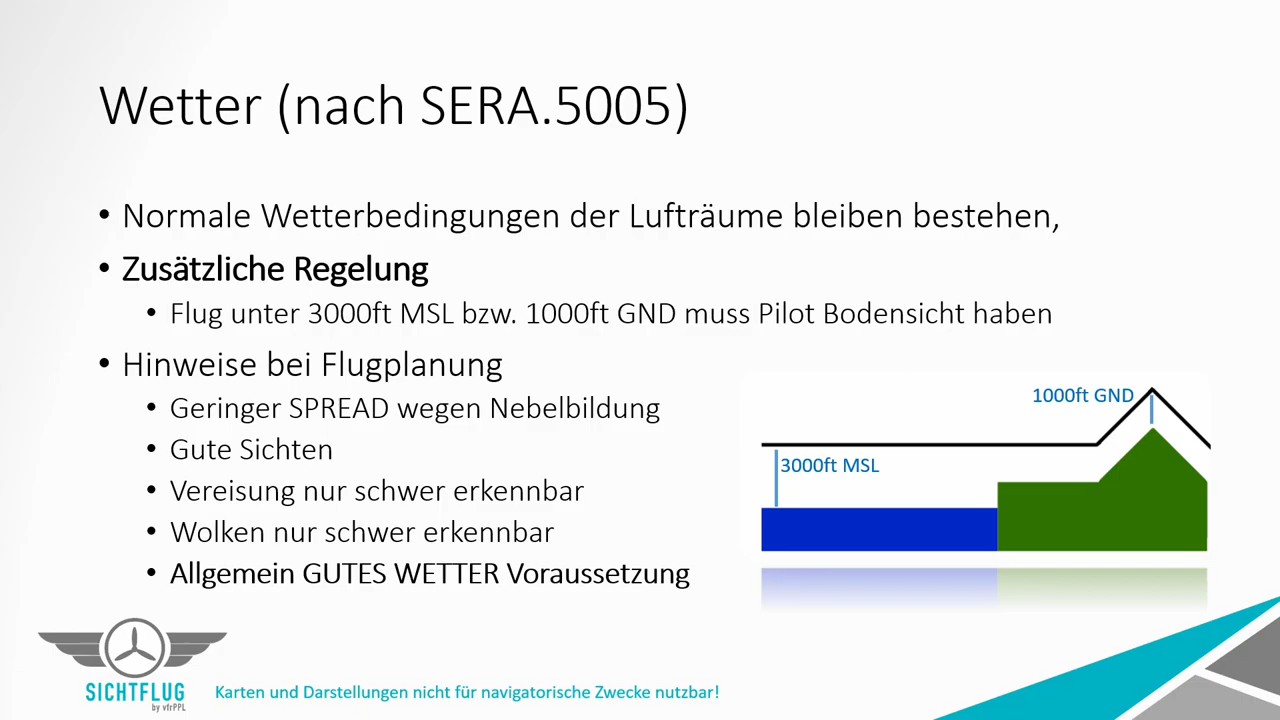 Wetter (nach SERA.5005)
• Normale Wetterbedingungen der Lufträume bleiben bestehen,
• Zusätzliche Regelung
• Flug unter 3000ft MSL bzw. 1000ft GND muss Pilot Bodensicht haben
• Hinweise bei Flugplanung
• Geringer SPREAD wegen Nebelbildung
• Gute Sichten
• Vereisung nur schwer erkennbar
• Wolken nur schwer erkennbar
• Allgemein GUTES WETTER Voraussetzung
1000ft GND
3000ft MSL
SICHTFLUG
by vfrPPL
Karten und Darstellungen nicht für navigatorische Zwecke nutzbar!